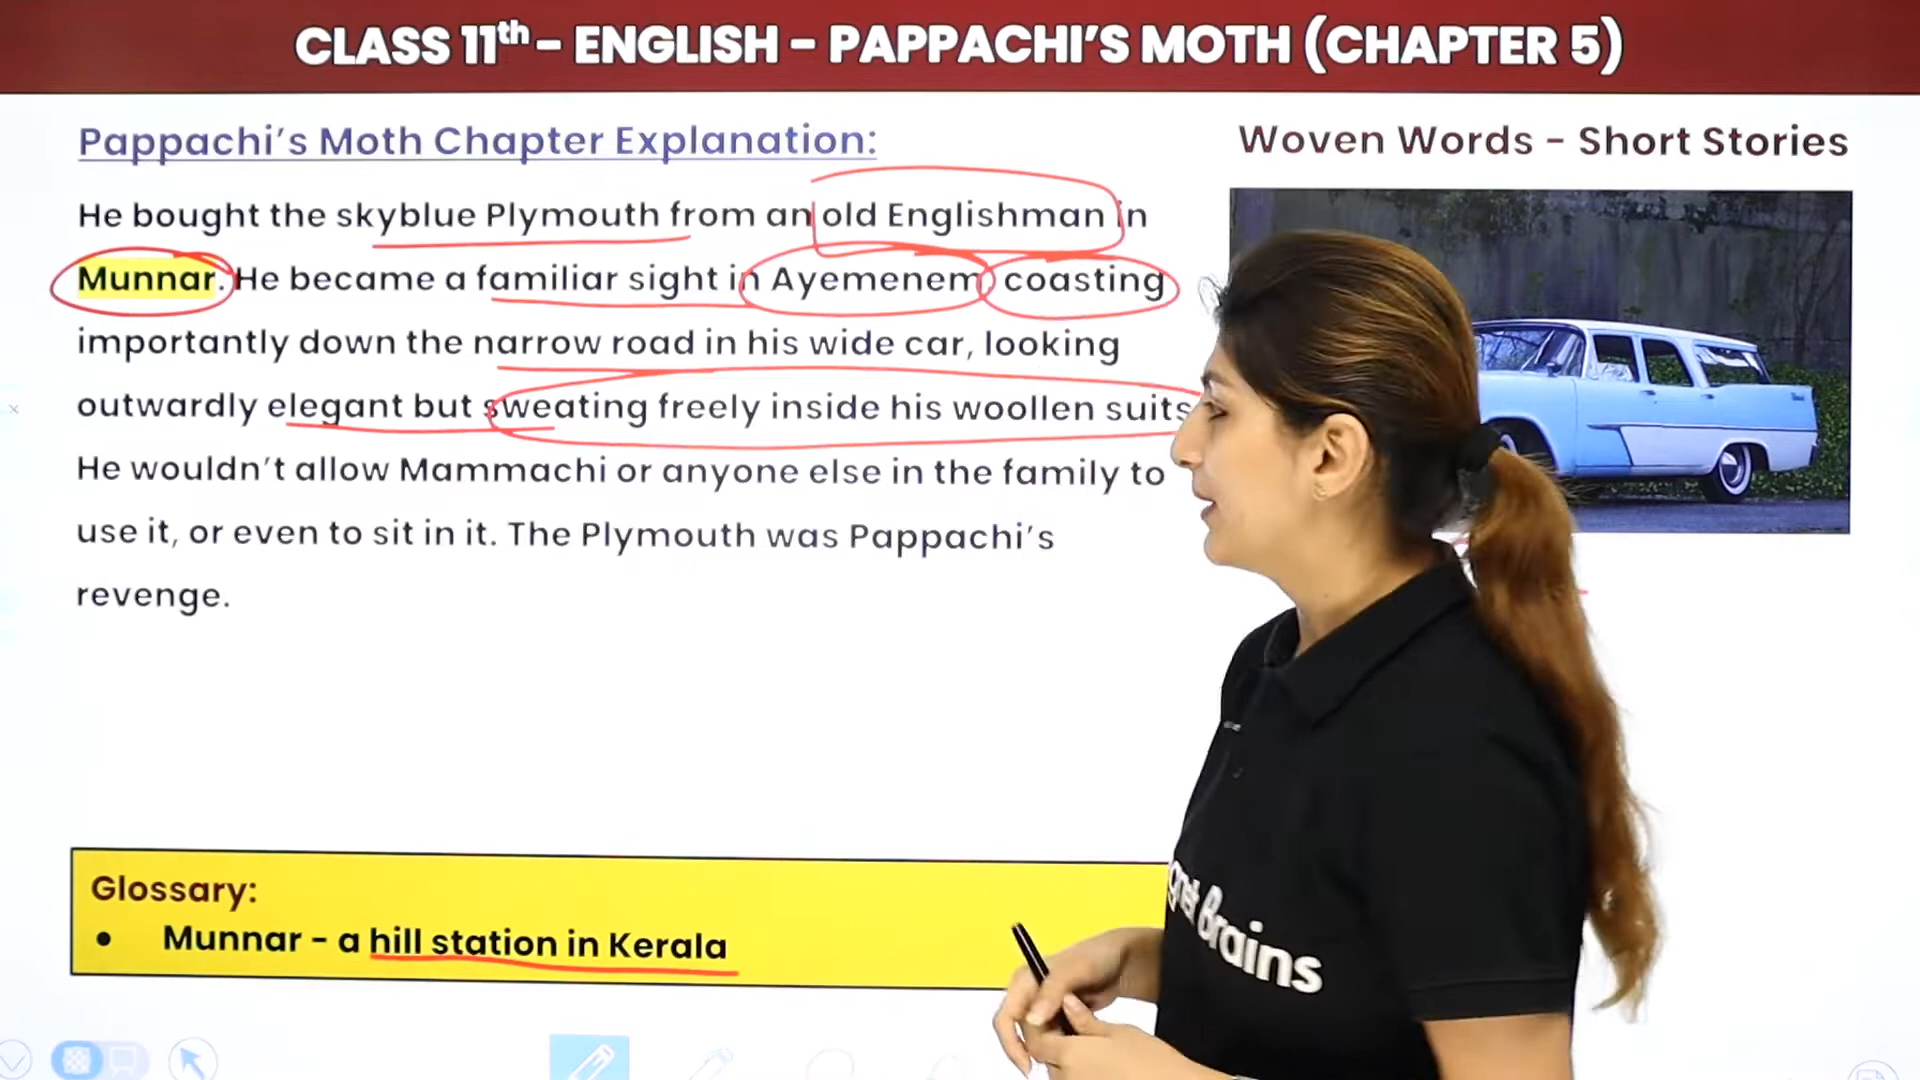 CLASS 11th – ENGLISH – PAPPACHI'S MOTH (CHAPTER 5)
Pappachi's Moth Chapter Explanation:
Woven Words – Short Stories
He bought the skyblue Plymouth from an old Englishman in
Munnar. He became a familiar sight in Ayemenem, coasting
importantly down the narrow road in his wide car, looking
outwardly elegant but sweating freely inside his woollen suits
He wouldn't allow Mammachi or anyone else in the family to
use it, or even to sit in it. The Plymouth was Pappachi's
revenge.
Glossary:
• Munnar – a hill station in Kerala
Brains